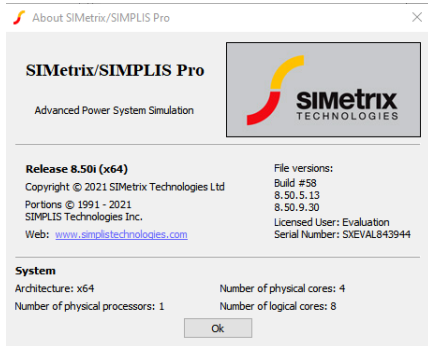 About SIMetrix/SIMPLIS Pro
SIMetrix/SIMPLIS Pro
Advanced Power System Simulation
SIMetrix
TECHNOLOGIES
Release 8.50i (x64)
Copyright © 2021 SIMetrix Technologies Ltd
Portions © 1991 - 2021
SIMPLIS Technologies Inc.
Web: www.simplistechnologies.com
File versions:
Build #58
8.50.5.13
8.50.9.30
Licensed User: Evaluation
Serial Number: SXEVAL843944
System
Architecture: x64
Number of physical cores: 4
Number of physical processors: 1
Number of logical cores: 8
Ok